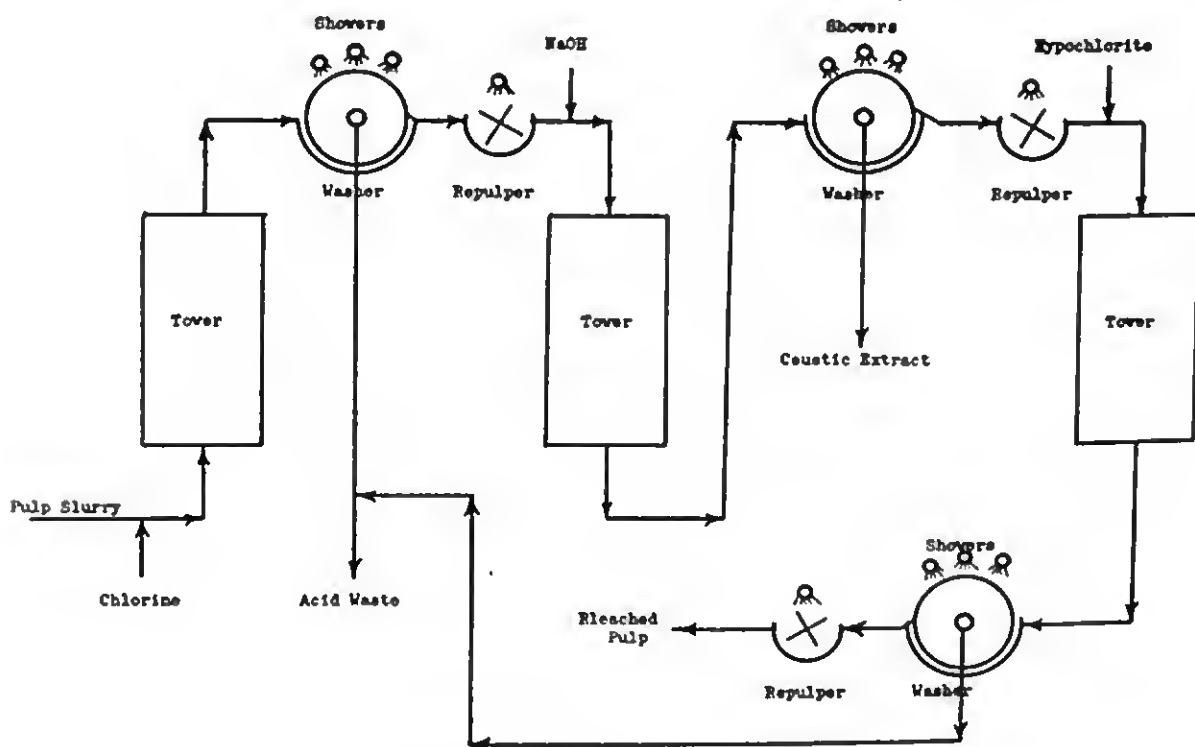 Showers
NaOH
Showers
Hypochlorite
Washer
Repulper
Washer
Repulper
Tower
Tower
Tower
Caustic Extract
Pulp Slurry
Chlorine
Acid Waste
Showers
Bleached
Pulp
Repulper
Washer